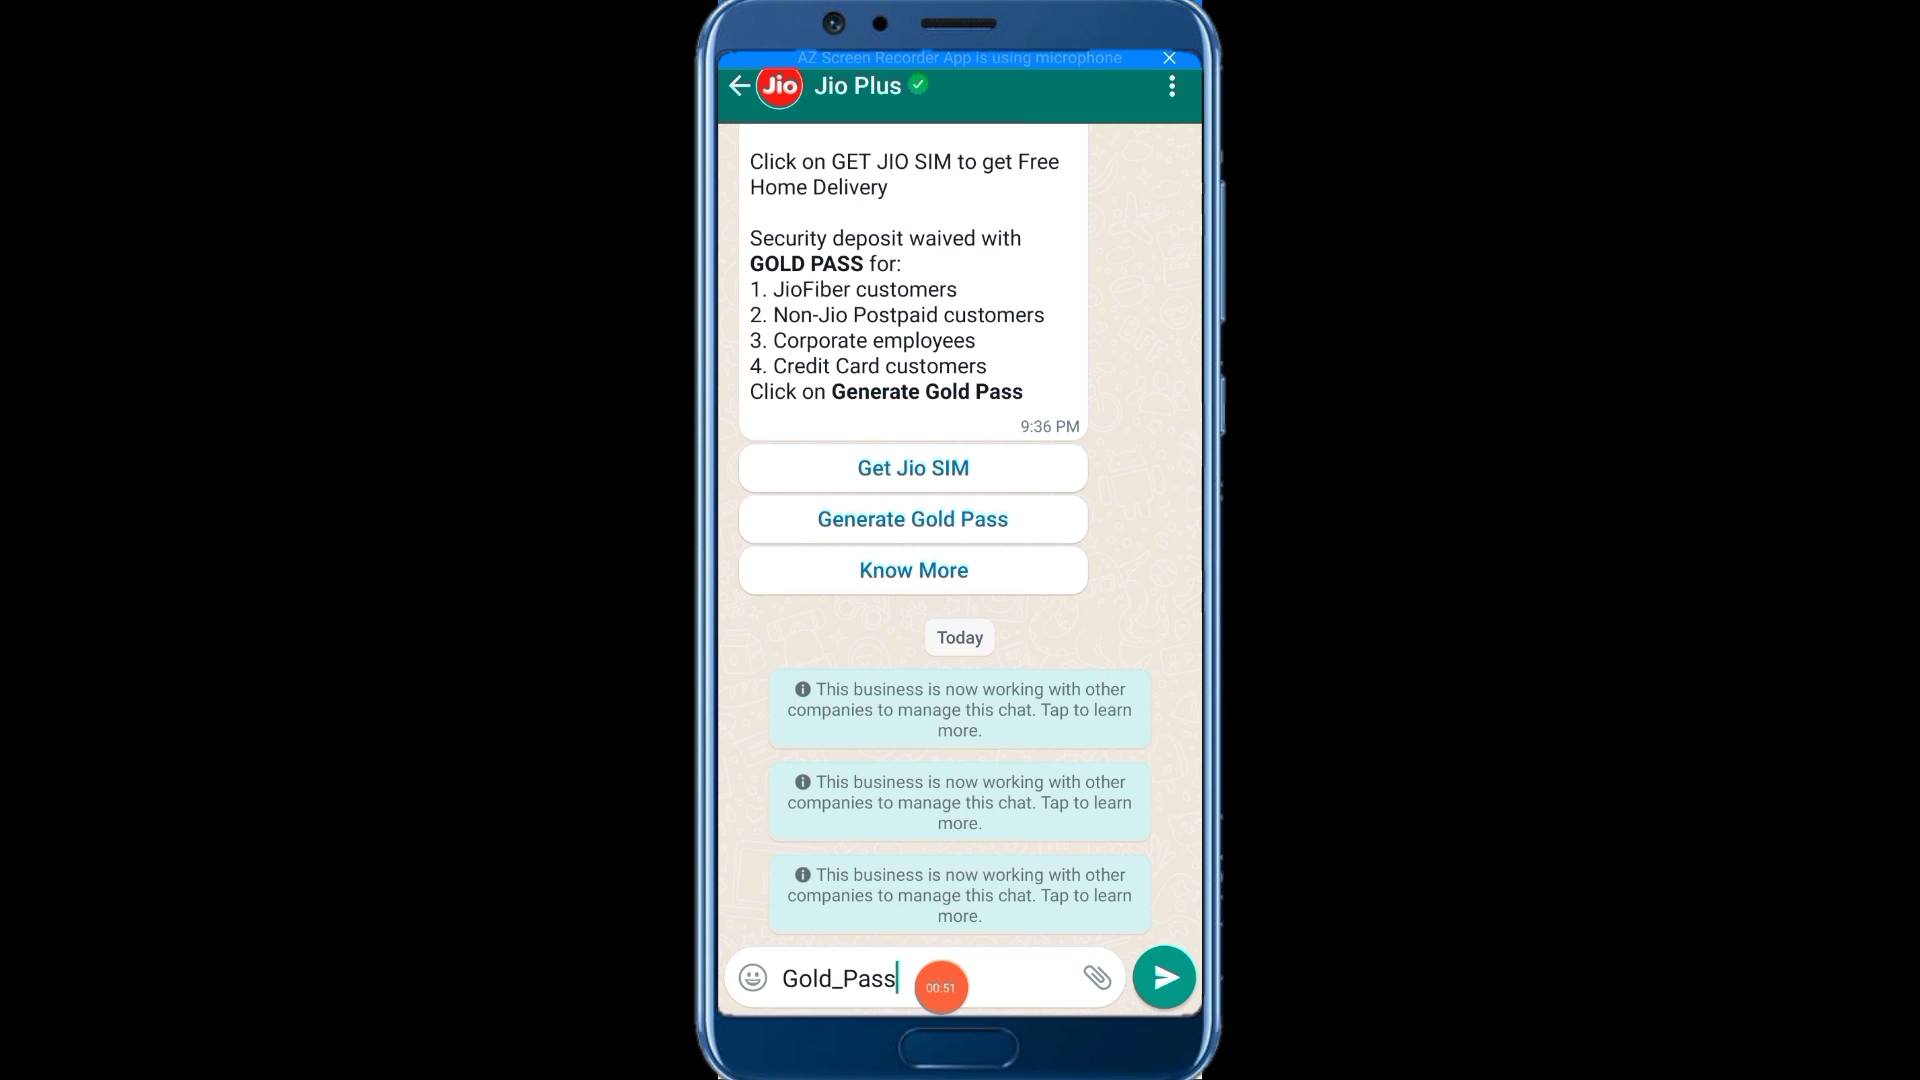 AZ Screen Recorder App is using microphone
Jio
Jio Plus
Click on GET JIO SIM to get Free
Home Delivery
Security deposit waived with
GOLD PASS for:
1. JioFiber customers
2. Non-Jio Postpaid customers
3. Corporate employees
4. Credit Card customers
Click on Generate Gold Pass
9:36 PM
Get Jio SIM
Generate Gold Pass
Know More
Today
This business is now working with other
companies to manage this chat. Tap to learn
more.
This business is now working with other
companies to manage this chat. Tap to learn
more.
This business is now working with other
companies to manage this chat. Tap to learn
more.
Gold_Pass
00:51